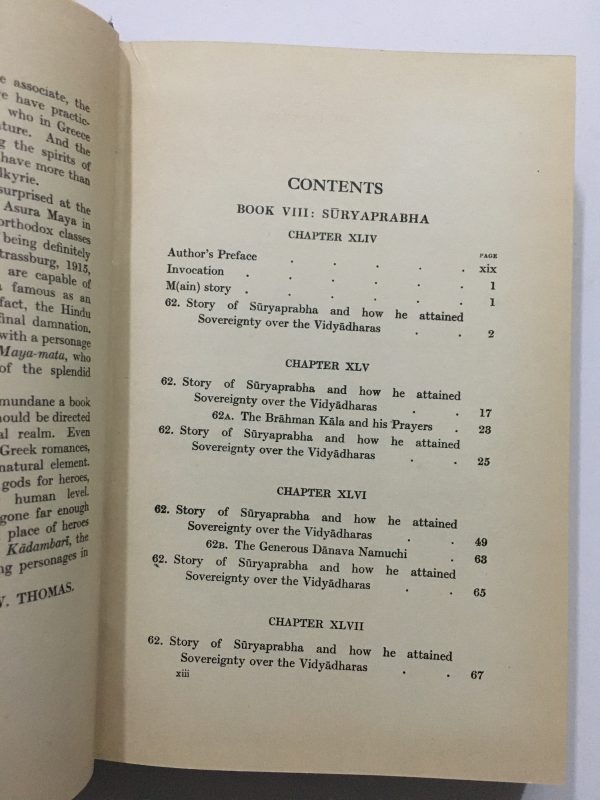 e associate, the
e have practic-
who in Greece
ture. And the
g the spirits of
have more than
lkyrie.
surprised at the
Asura Maya in
orthodox classes
being definitely
trassburg, 1915,
are capable of
famous as an
fact, the Hindu
final damnation.
with a personage
Maya-mata, who
of the splendid
mundane a book
hould be directed
al realm. Even
Greek romances,
natural element.
gods for heroes,
human level.
gone far enough
place of heroes
Kādambarī, the
ng personages in
W. THOMAS.
CONTENTS
BOOK VIII: SŪRYAPRABHA
CHAPTER XLIV
PAGE
Author's Preface . . . . . xix
Invocation . . . . . . 1
M(ain) story . . . . . . 1
62. Story of Sūryaprabha and how he attained
Sovereignty over the Vidyādharas . . 2
CHAPTER XLV
62. Story of Sūryaprabha and how he attained
Sovereignty over the Vidyādharas . . 17
62A. The Brāhman Kāla and his Prayers . 23
62. Story of Sūryaprabha and how he attained
Sovereignty over the Vidyādharas . . 25
CHAPTER XLVI
62. Story of Sūryaprabha and how he attained
Sovereignty over the Vidyādharas . . 49
62B. The Generous Dānava Namuchi . 63
62. Story of Sūryaprabha and how he attained
Sovereignty over the Vidyādharas . . 65
CHAPTER XLVII
62. Story of Sūryaprabha and how he attained
Sovereignty over the Vidyādharas . . 67
xiii